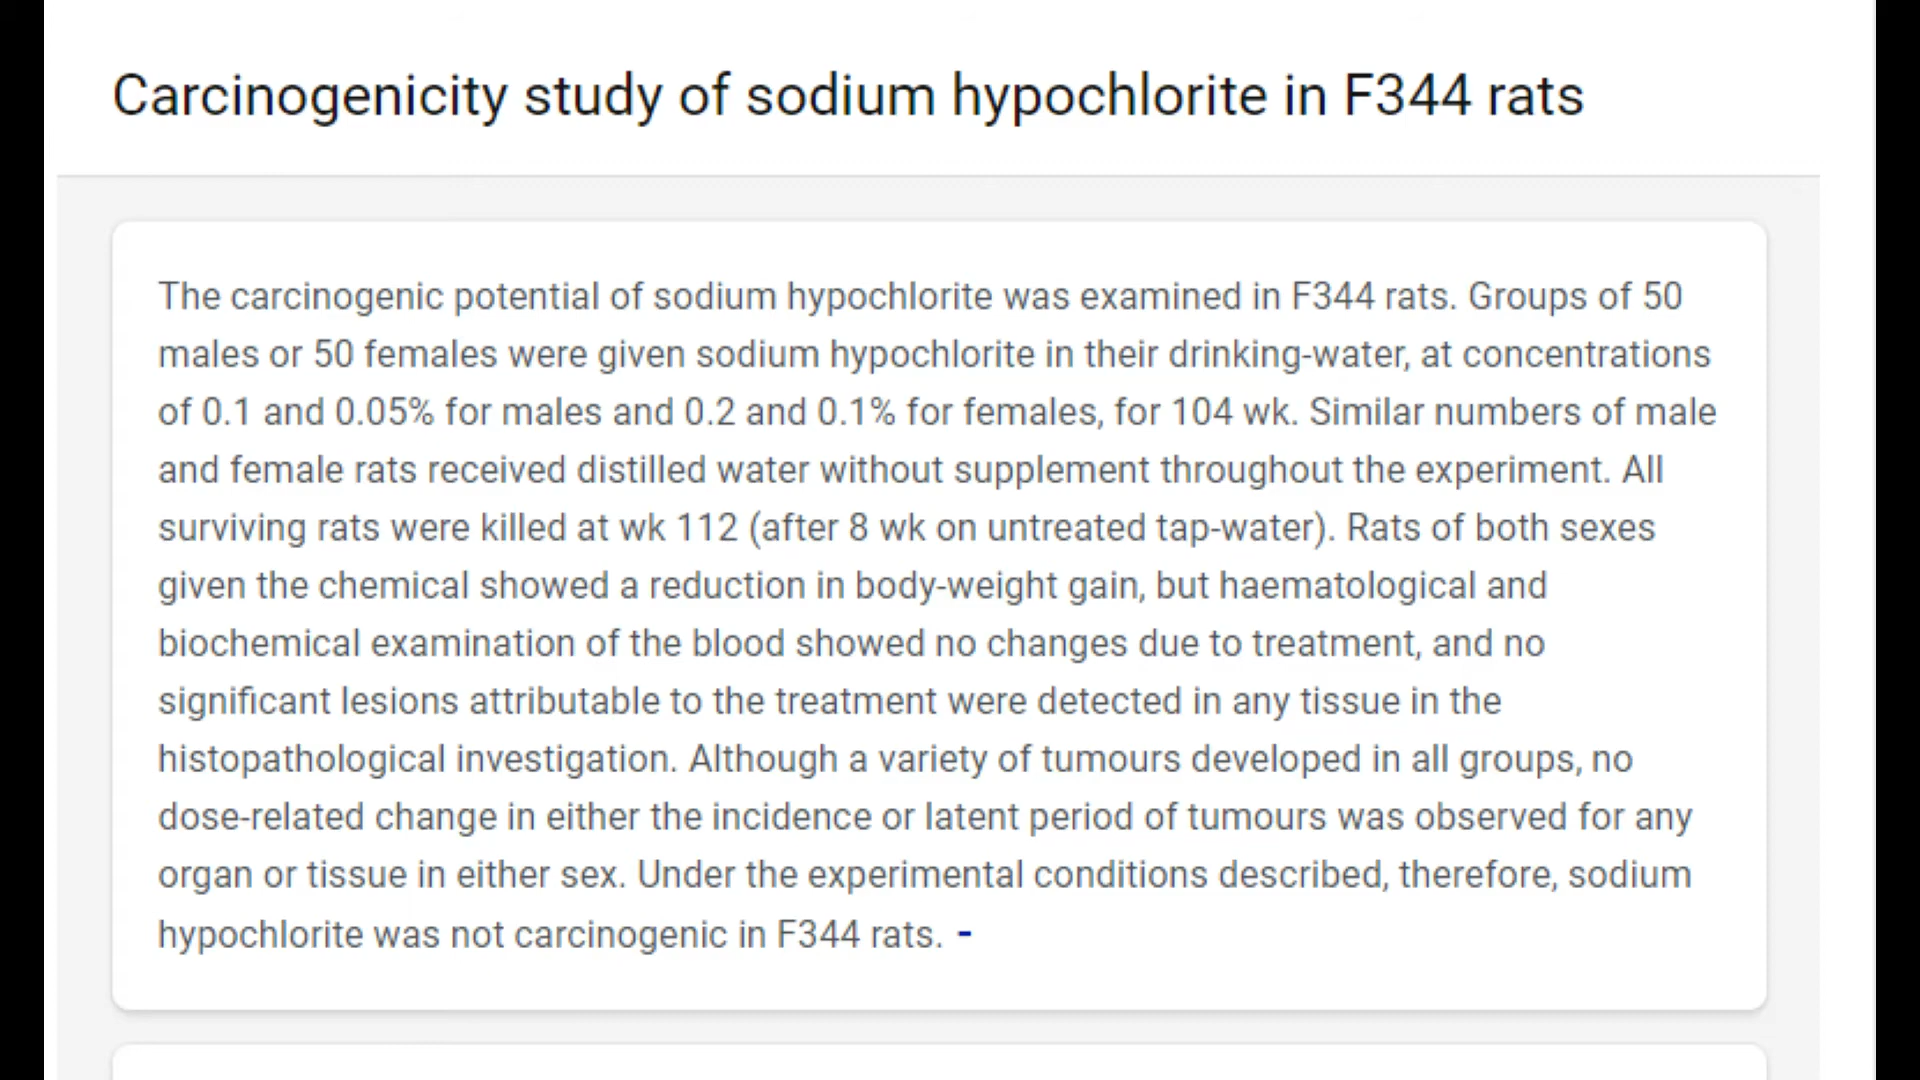 Carcinogenicity study of sodium hypochlorite in F344 rats
The carcinogenic potential of sodium hypochlorite was examined in F344 rats. Groups of 50
males or 50 females were given sodium hypochlorite in their drinking-water, at concentrations
of 0.1 and 0.05% for males and 0.2 and 0.1% for females, for 104 wk. Similar numbers of male
and female rats received distilled water without supplement throughout the experiment. All
surviving rats were killed at wk 112 (after 8 wk on untreated tap-water). Rats of both sexes
given the chemical showed a reduction in body-weight gain, but haematological and
biochemical examination of the blood showed no changes due to treatment, and no
significant lesions attributable to the treatment were detected in any tissue in the
histopathological investigation. Although a variety of tumours developed in all groups, no
dose-related change in either the incidence or latent period of tumours was observed for any
organ or tissue in either sex. Under the experimental conditions described, therefore, sodium
hypochlorite was not carcinogenic in F344 rats. -